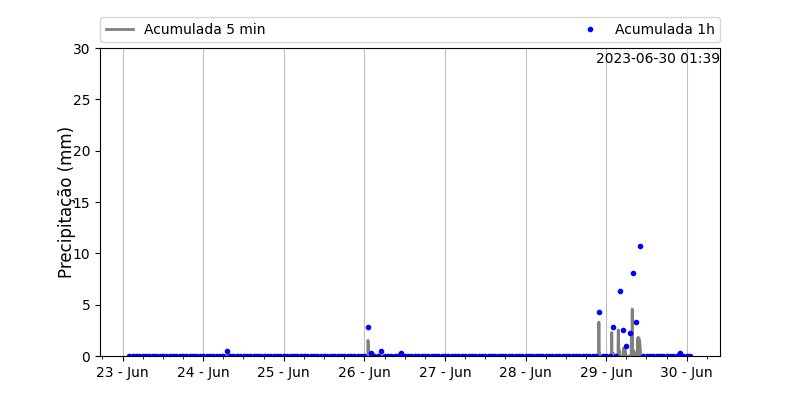 Acumulada 5 min Acumulada 1h
2023-06-30 01:39
Precipitação (mm)
30
25
20
15
10
5
0
23 - Jun 24 - Jun 25 - Jun 26 - Jun 27 - Jun 28 - Jun 29 - Jun 30 - Jun